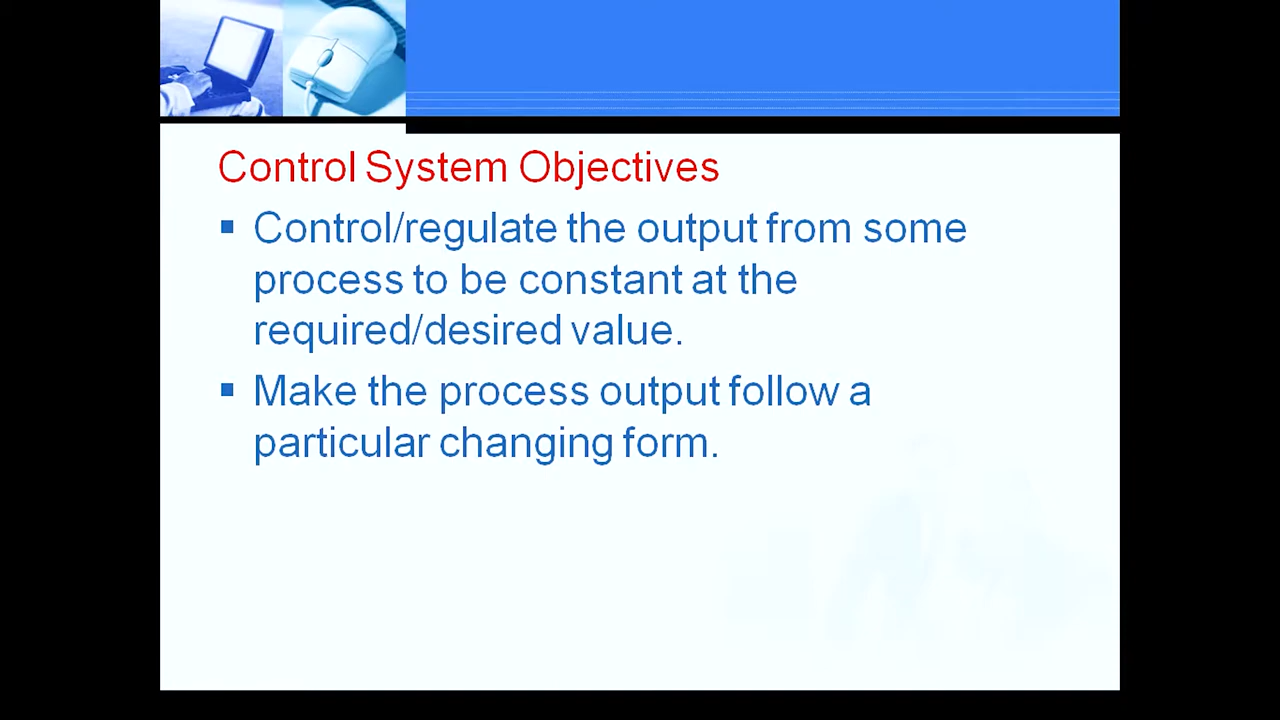 Control System Objectives
Control/regulate the output from some
process to be constant at the
required/desired value.
Make the process output follow a
particular changing form.